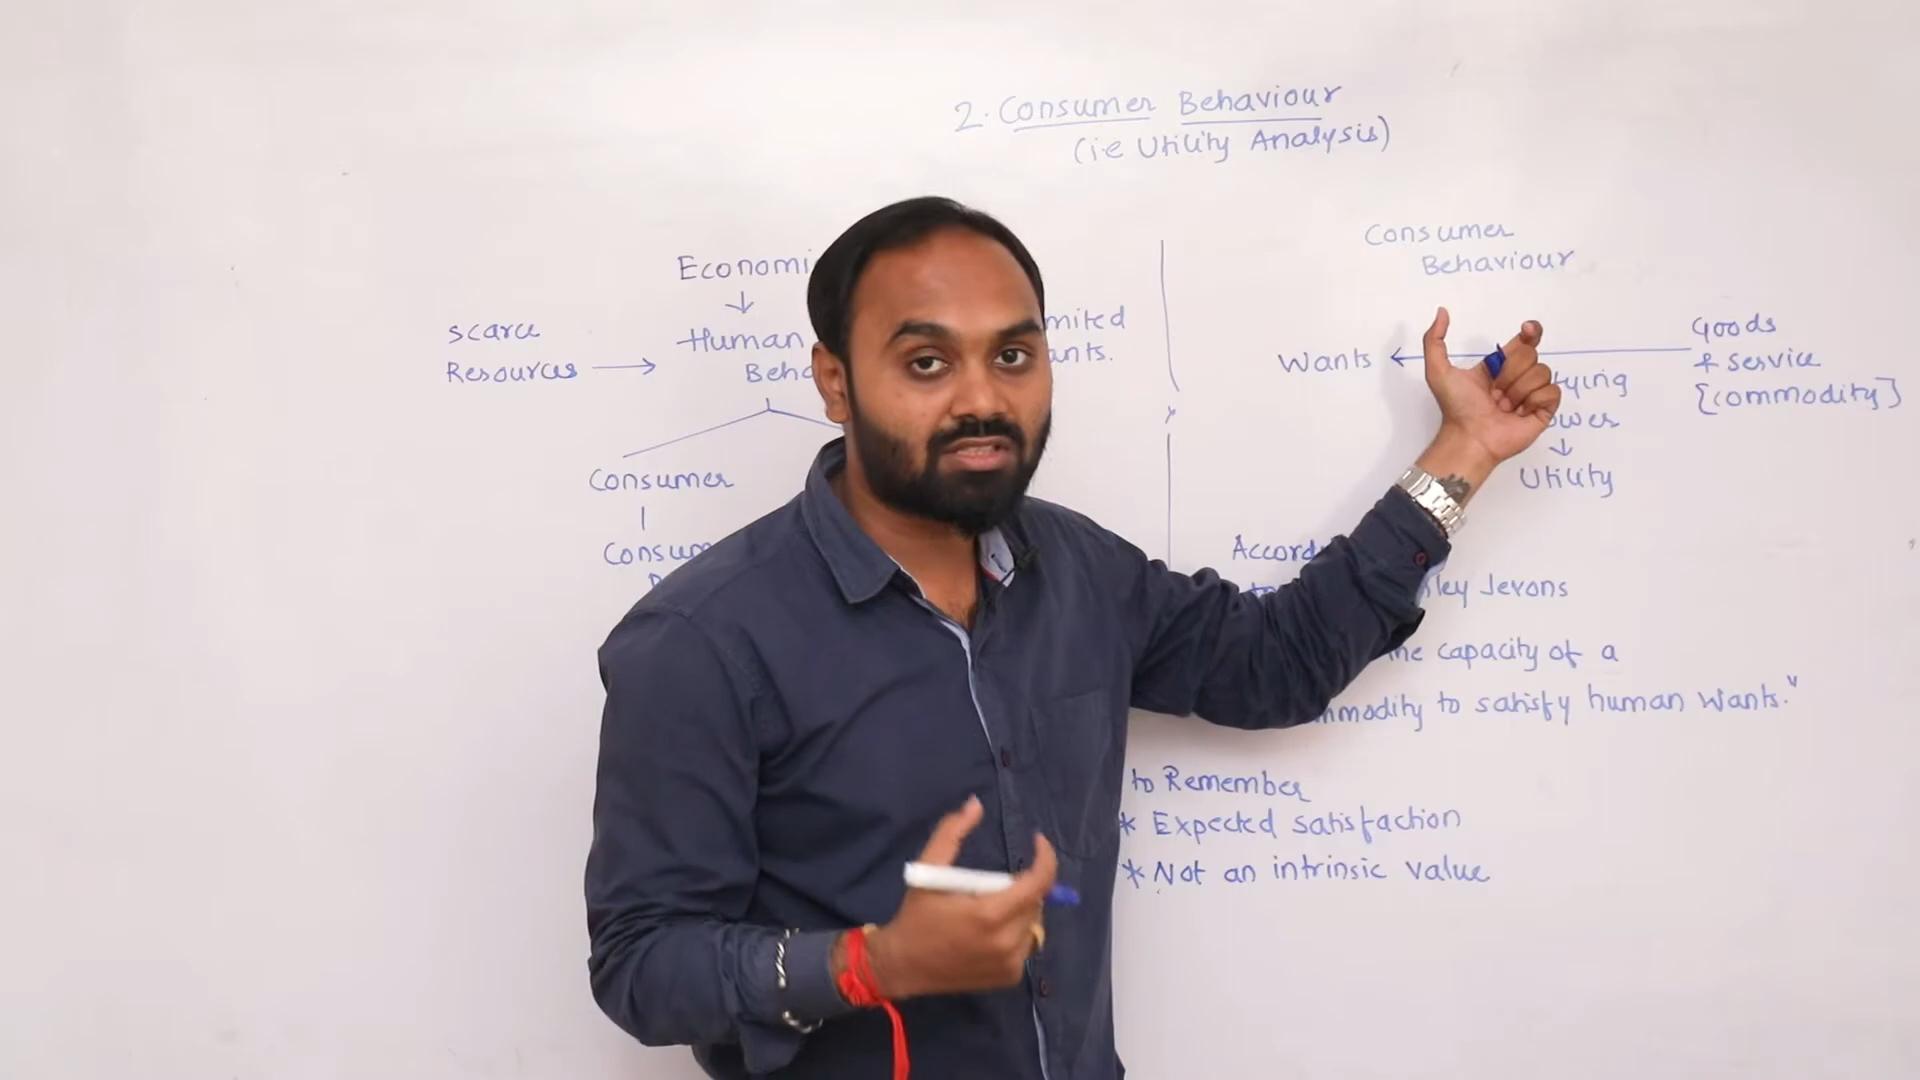 2. Consumer Behaviour
(i.e Utility Analysis)
Economi
↓
scarce
Resources →
Human
Beho
mited
ants.
Consumer
Consum
Consumer
Behaviour
Wants ←
Goods
& service
[commodity]
tying
ower
↓
Utility
Accord
ley Jevons
he capacity of a
mmodity to satisfy human wants."
to Remember
* Expected satisfaction
* Not an intrinsic value